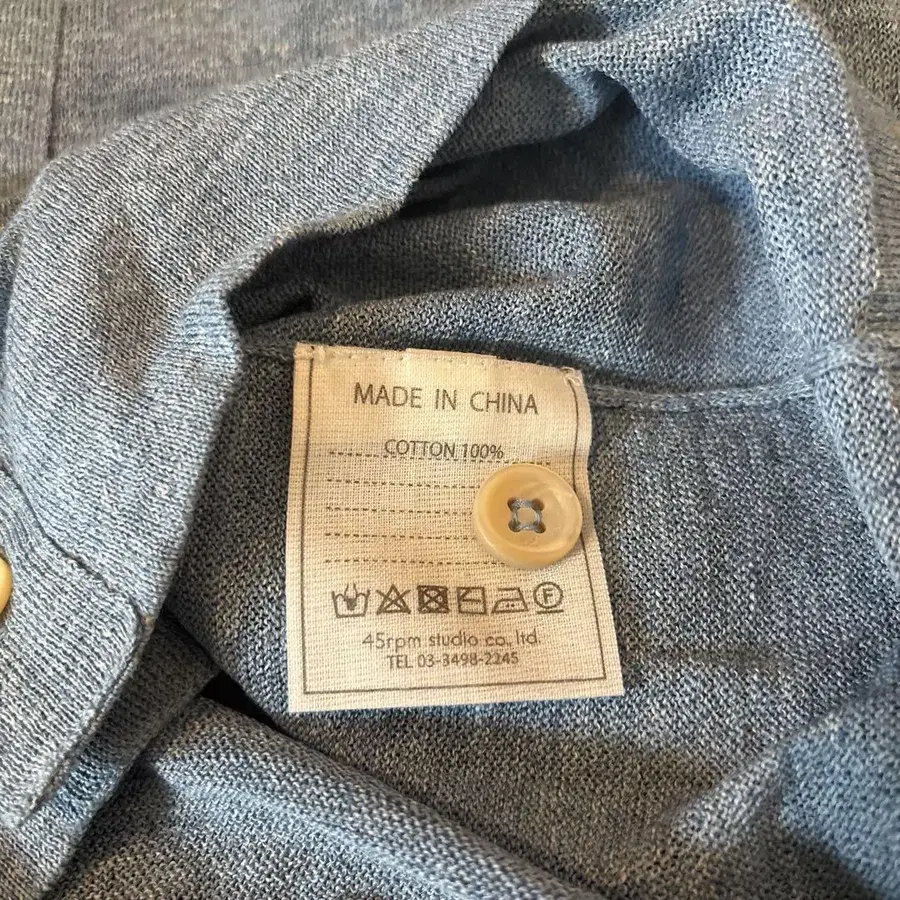 MADE IN CHINA
COTTON 100%
F
45rpm studio co., ltd.
TEL 03-3498-2245